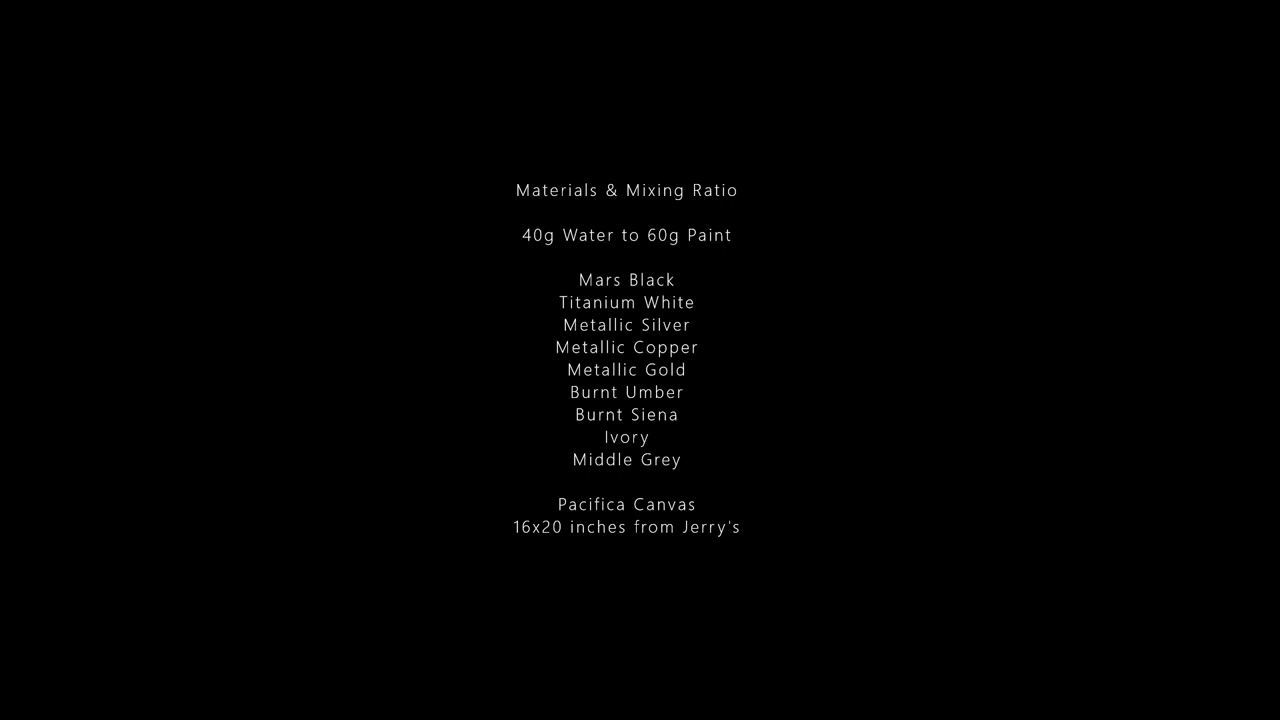 Materials & Mixing Ratio
40g Water to 60g Paint
Mars Black
Titanium White
Metallic Silver
Metallic Copper
Metallic Gold
Burnt Umber
Burnt Siena
Ivory
Middle Grey
Pacifica Canvas
16x20 inches from Jerry's